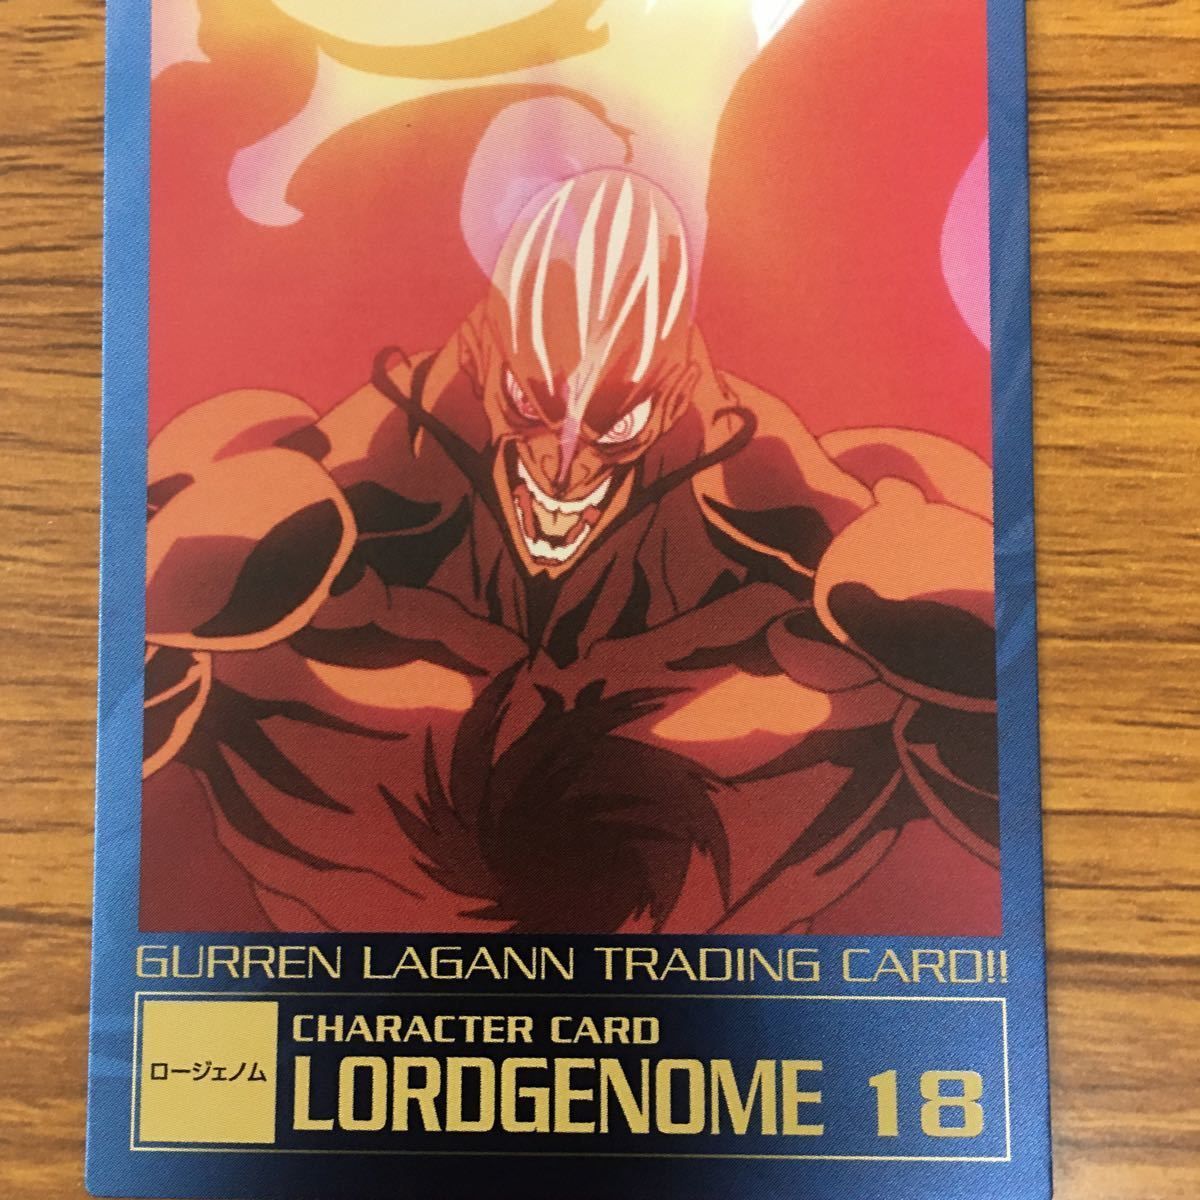 GURREN LAGANN TRADING CARD!!
CHARACTER CARD
ロージェノム
LORDGENOME 18